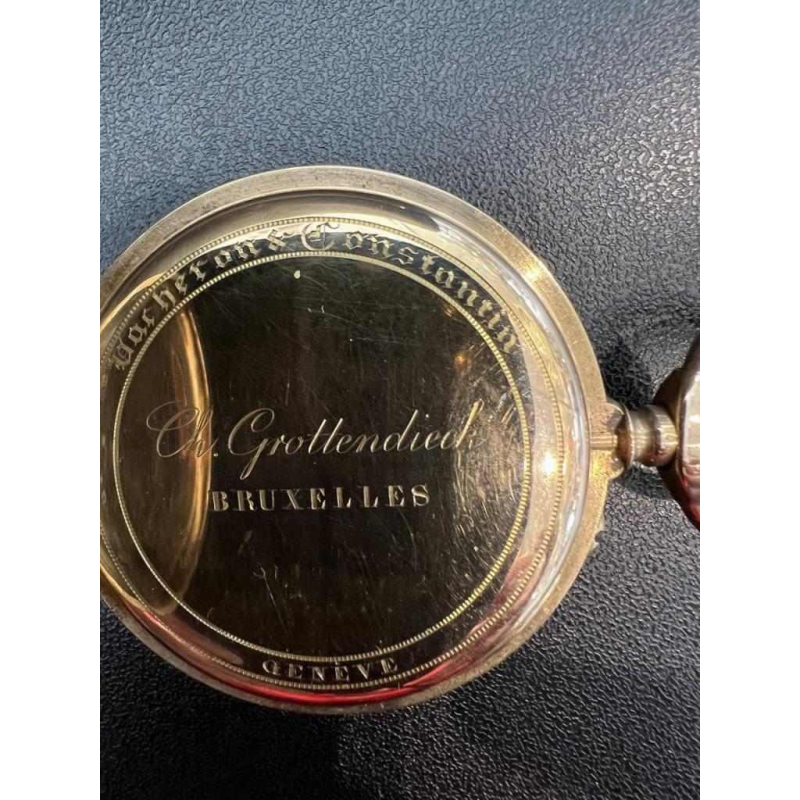 Vacheron & Constantin
Ch. Grottendieck
BRUXELLES
GENÈVE